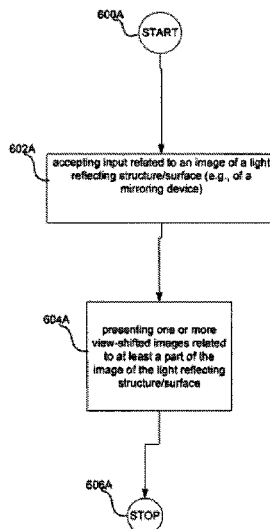 600A
START
602A
accepting input related to an image of a light
reflecting structure/surface (e.g., of a
mirroring device)
604A
presenting one or more
view-shifted images related
to at least a part of the
image of the light reflecting
structure/surface
606A
STOP